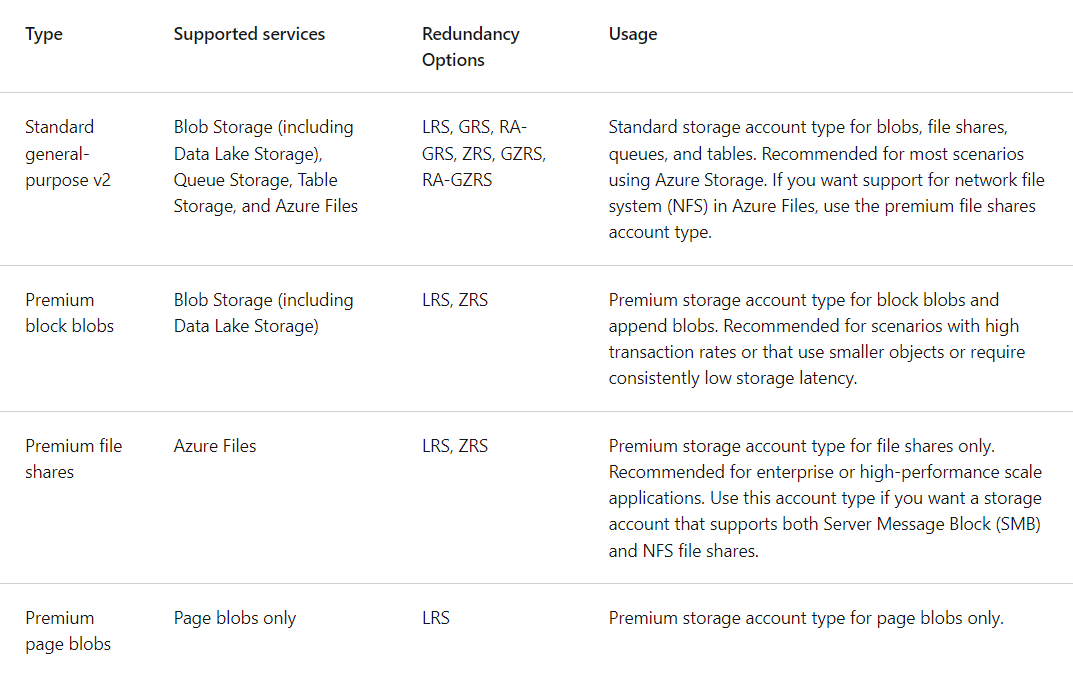 Type
Supported services
Redundancy
Options
Usage
Standard
general-
purpose v2
Blob Storage (including
Data Lake Storage),
Queue Storage, Table
Storage, and Azure Files
LRS, GRS, RA-
GRS, ZRS, GZRS,
RA-GZRS
Standard storage account type for blobs, file shares,
queues, and tables. Recommended for most scenarios
using Azure Storage. If you want support for network file
system (NFS) in Azure Files, use the premium file shares
account type.
Premium
block blobs
Blob Storage (including
Data Lake Storage)
LRS, ZRS
Premium storage account type for block blobs and
append blobs. Recommended for scenarios with high
transaction rates or that use smaller objects or require
consistently low storage latency.
Premium file
shares
Azure Files
LRS, ZRS
Premium storage account type for file shares only.
Recommended for enterprise or high-performance scale
applications. Use this account type if you want a storage
account that supports both Server Message Block (SMB)
and NFS file shares.
Premium
page blobs
Page blobs only
LRS
Premium storage account type for page blobs only.